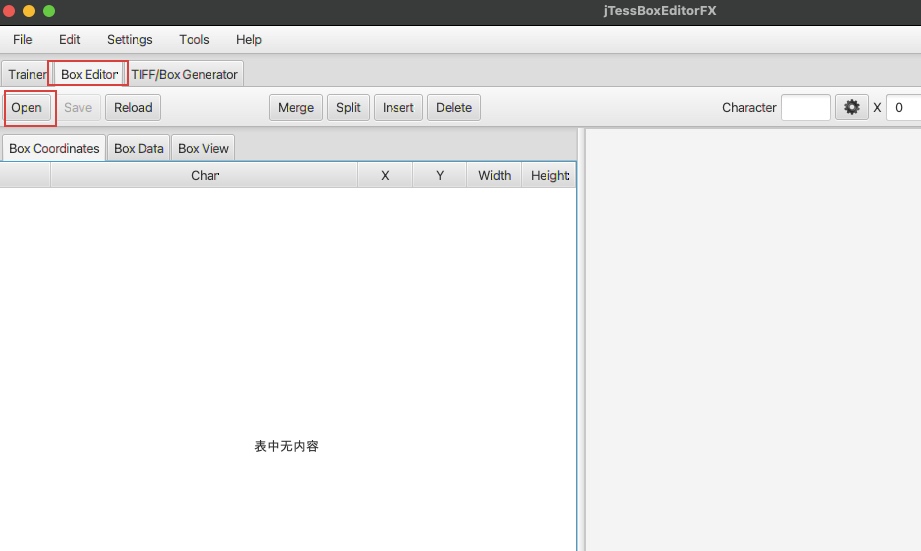 jTessBoxEditorFX
File Edit Settings Tools Help
Trainer Box Editor TIFF/Box Generator
Open Save Reload Merge Split Insert Delete Character X 0
Box Coordinates Box Data Box View
Char X Y Width Height
表中无内容